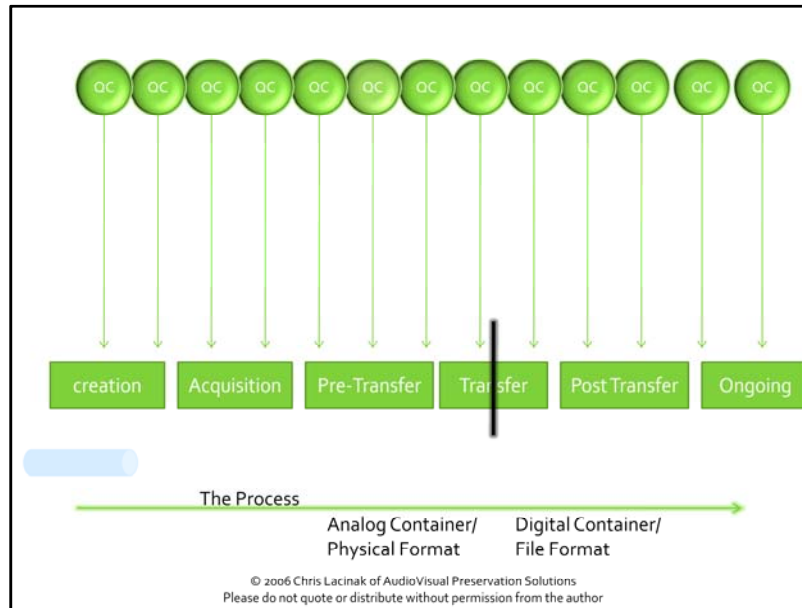 QC QC QC QC QC QC QC QC QC QC QC QC QC
creation Acquisition Pre-Transfer Transfer Post Transfer Ongoing
The Process
Analog Container/ Digital Container/
Physical Format File Format
© 2006 Chris Lacinak of AudioVisual Preservation Solutions
Please do not quote or distribute without permission from the author